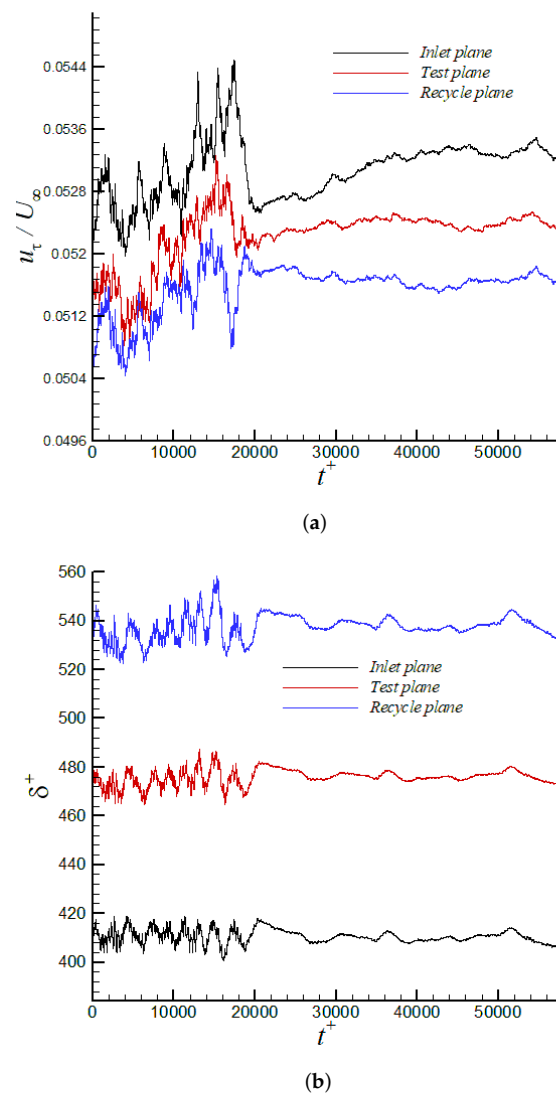 0.0544
0.0536
0.0528
0.052
0.0512
0.0504
0.0496
u_τ / U_∞
Inlet plane
Test plane
Recycle plane
0 10000 20000 30000 40000 50000
t⁺
(a)
560
540
520
500
480
460
440
420
400
δ⁺
Inlet plane
Test plane
Recycle plane
0 10000 20000 30000 40000 50000
t⁺
(b)